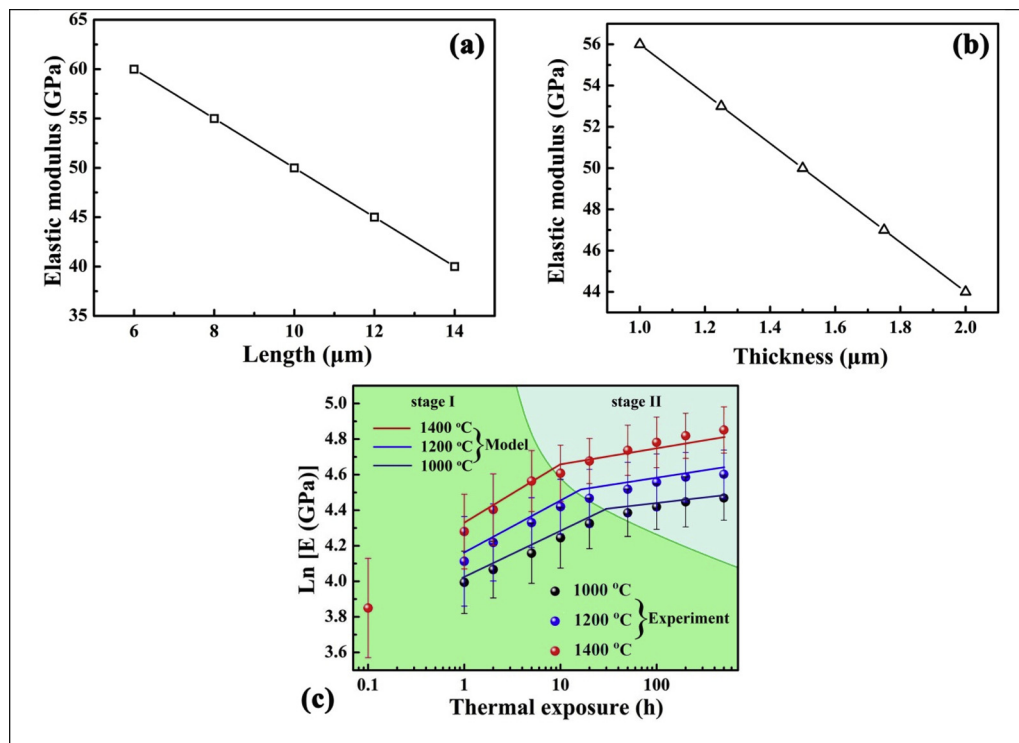 (a)
65
60
55
50
45
40
35
Elastic modulus (GPa)
6 8 10 12 14
Length (μm)
(b)
56
54
52
50
48
46
44
Elastic modulus (GPa)
1.0 1.2 1.4 1.6 1.8 2.0
Thickness (μm)
stage I
stage II
1400 °C
1200 °C
1000 °C
Model
5.0
4.8
4.6
4.4
4.2
4.0
3.8
3.6
Ln [E (GPa)]
1000 °C
1200 °C
1400 °C
Experiment
0.1 1 10 100
Thermal exposure (h)
(c)